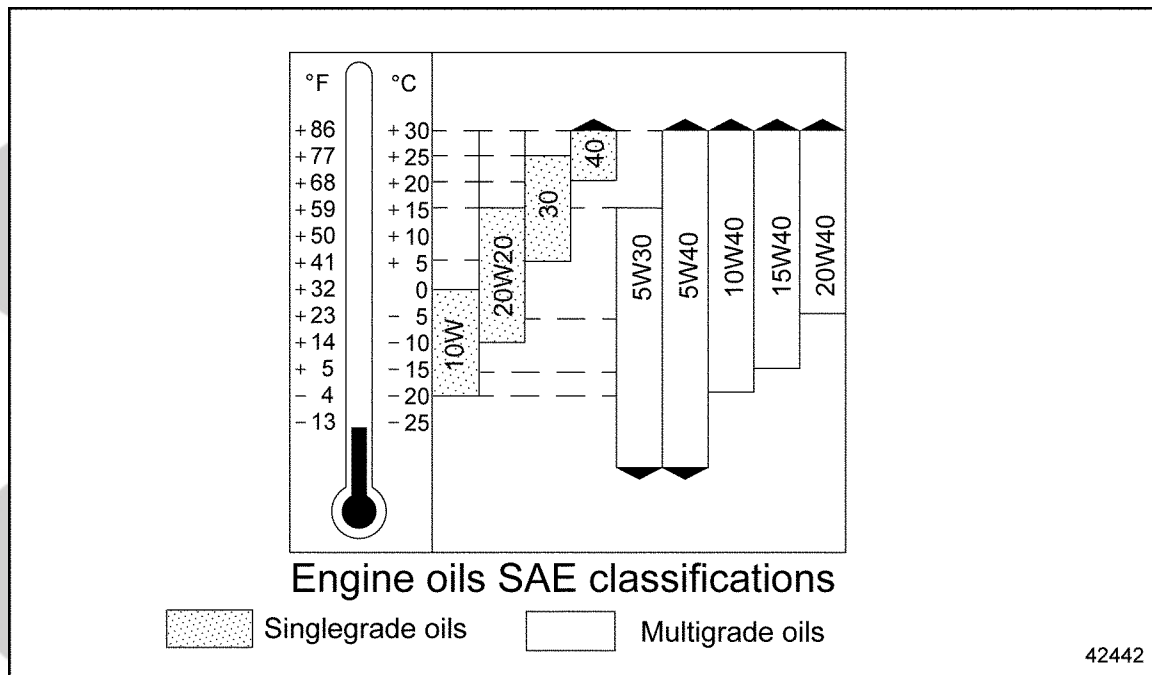 °F °C
+ 86 + 30
+ 77 + 25
+ 68 + 20
+ 59 + 15
+ 50 + 10
+ 41 + 5
+ 32 0
+ 23 - 5
+ 14 - 10
+ 5 - 15
- 4 - 20
- 13 - 25
10W
20W20
30
40
5W30
5W40
10W40
15W40
20W40
Engine oils SAE classifications
Singlegrade oils Multigrade oils
42442